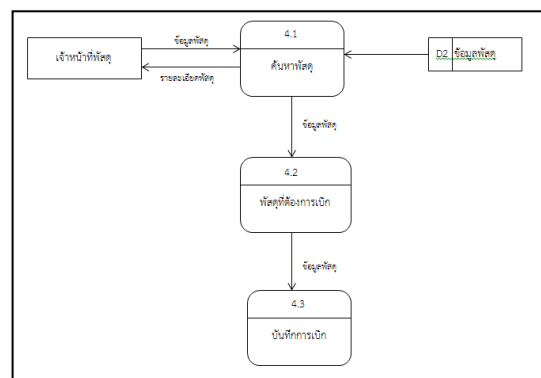 4.1
ข้อมูลพัสดุ
เจ้าหน้าที่พัสดุ
D2 ข้อมูลพัสดุ
ค้นหาพัสดุ
รายละเอียดพัสดุ
ข้อมูลพัสดุ
4.2
พัสดุที่ต้องการเบิก
ข้อมูลพัสดุ
4.3
บันทึกการเบิก